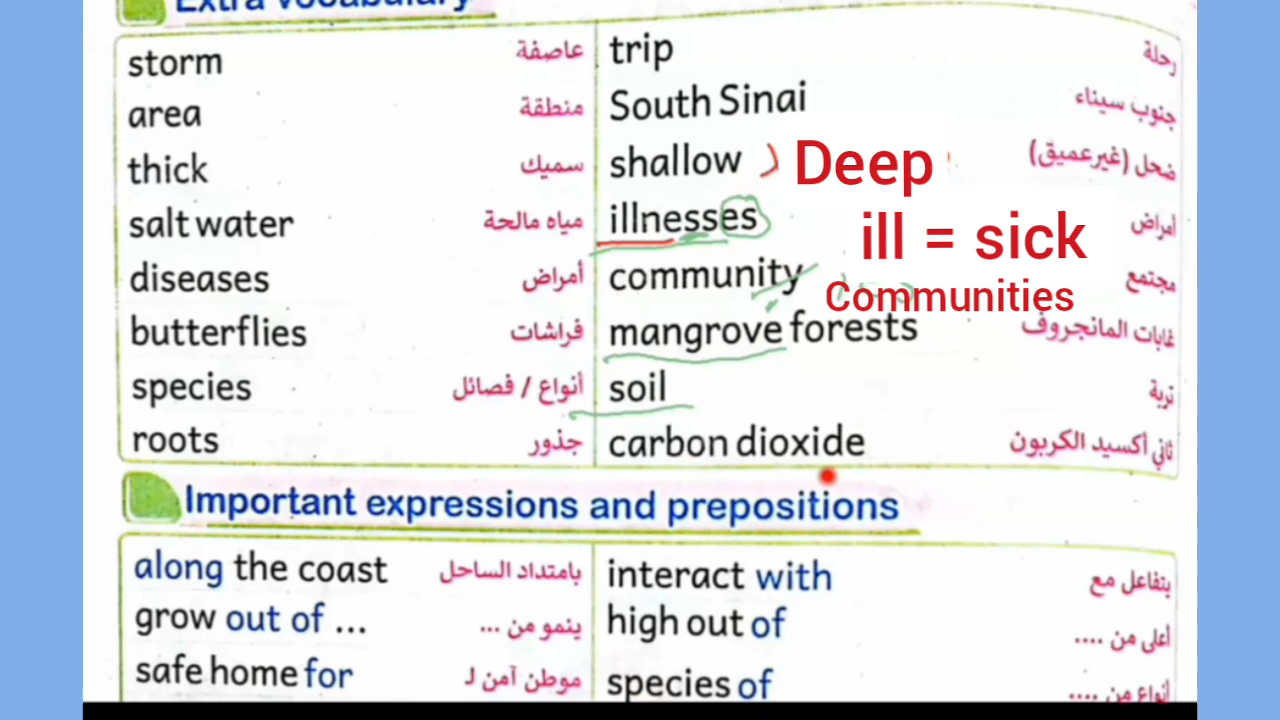 Extra vocabulary
storm عاصفة
trip رحلة
area منطقة
South Sinai جنوب سيناء
thick سميك
shallow Deep ضحل (غير عميق)
salt water مياه مالحة
illnesses ill = sick أمراض
diseases أمراض
community مجتمع
Communities
butterflies فراشات
mangrove forests غابات المانجروف
species أنواع / فصائل
soil تربة
roots جذور
carbon dioxide ثاني أكسيد الكربون
Important expressions and prepositions
along the coast بامتداد الساحل
interact with يتفاعل مع
grow out of ... ينمو من ...
high out of أعلى من ....
safe home for موطن آمن لـ
species of أنواع من ....